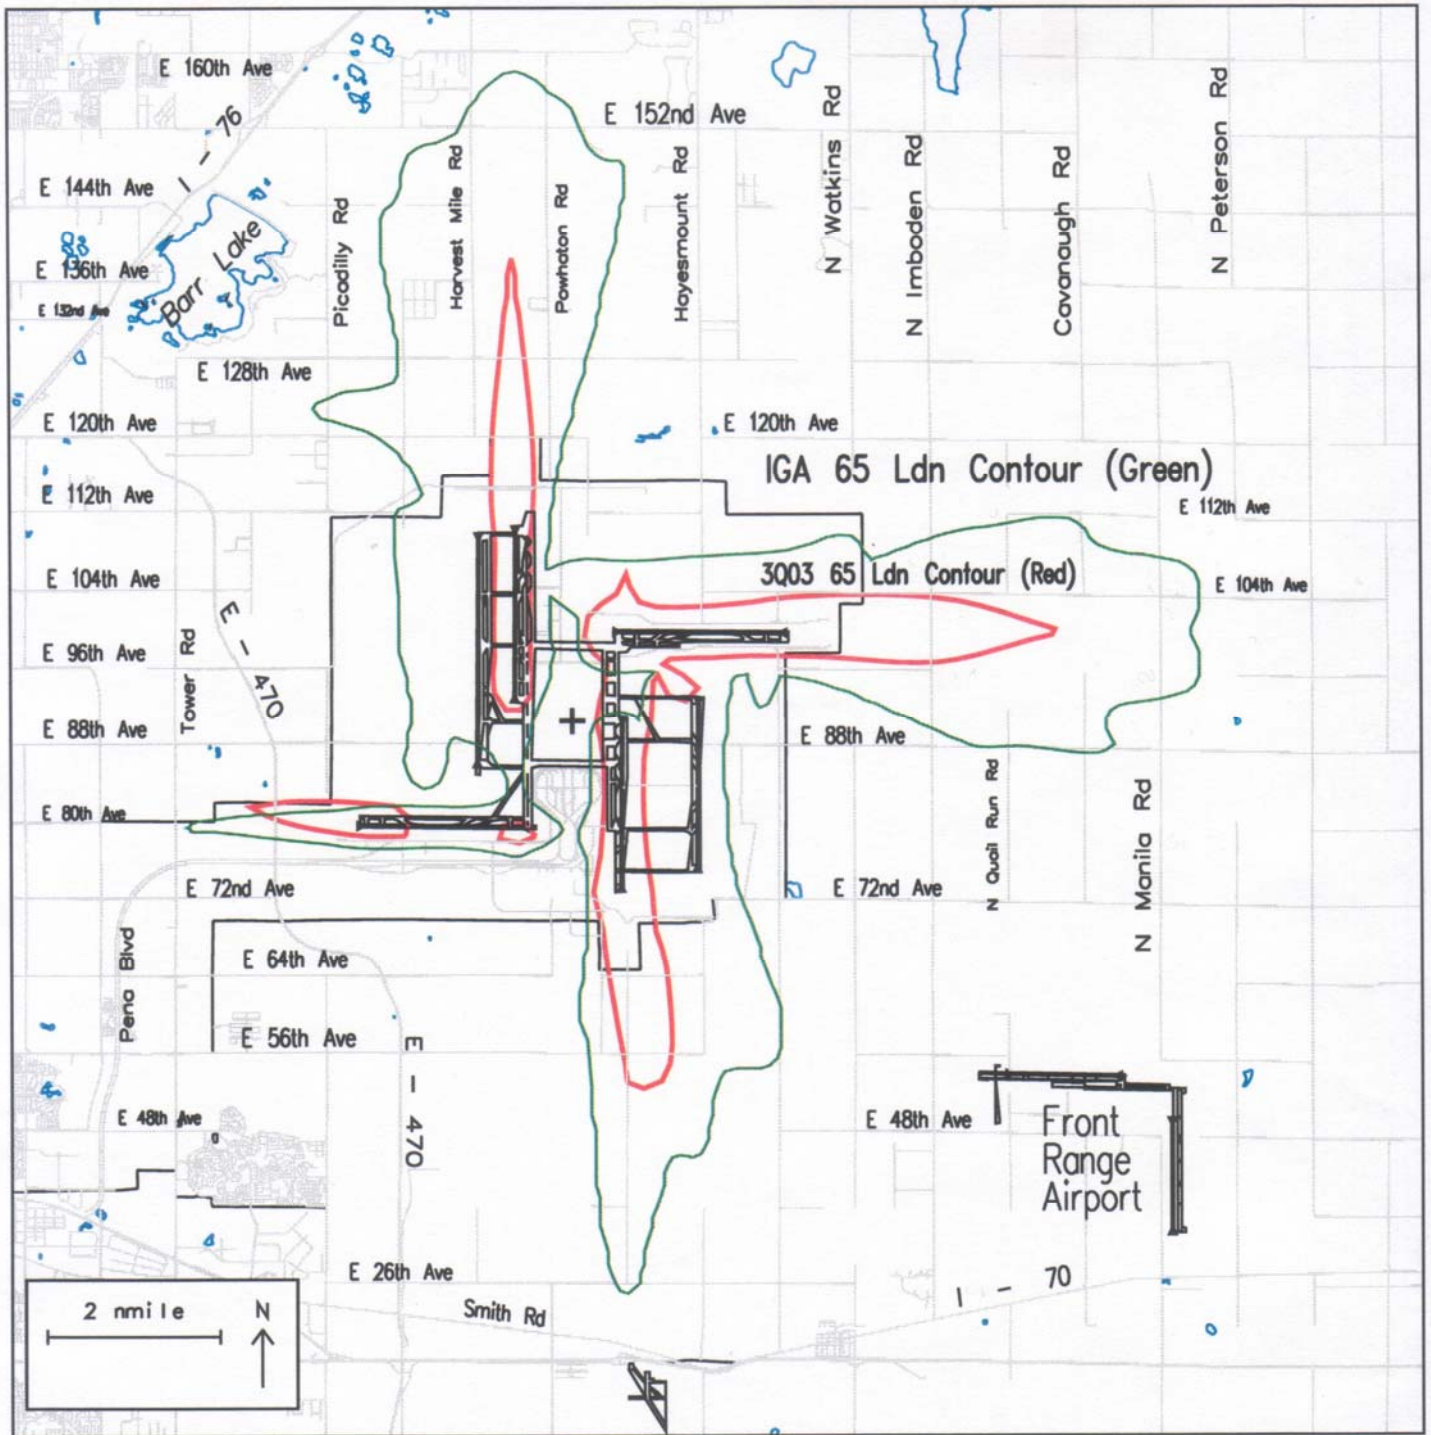 E 160th Ave
I - 76
E 152nd Ave
E 144th Ave
Barr Lake
E 136th Ave
E 132nd Ave
Picadilly Rd
Harvest Mile Rd
Powhaton Rd
Hayesmount Rd
N Watkins Rd
N Imboden Rd
Cavanaugh Rd
N Peterson Rd
E 128th Ave
E 120th Ave
E 120th Ave
IGA 65 Ldn Contour (Green)
E 112th Ave
E 112th Ave
3Q03 65 Ldn Contour (Red)
E 104th Ave
E 104th Ave
E - 470
Tower Rd
E 96th Ave
E 88th Ave
E 88th Ave
E 80th Ave
N Quail Run Rd
N Manila Rd
E 72nd Ave
E 72nd Ave
Pena Blvd
E 64th Ave
E 56th Ave
E - 470
E 48th Ave
E 48th Ave
Front
Range
Airport
E 26th Ave
I - 70
Smith Rd
2 nmile
N